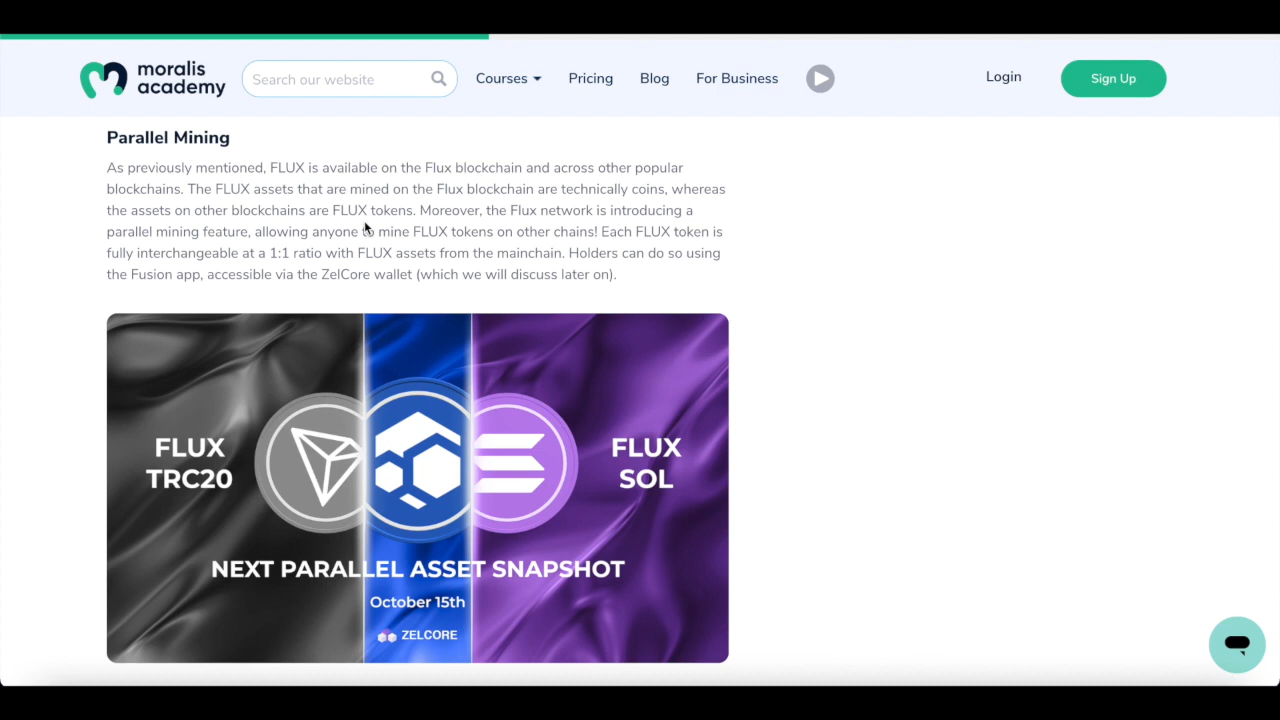 moralis
academy
Search our website
Courses
Pricing
Blog
For Business
Login
Sign Up
Parallel Mining
As previously mentioned, FLUX is available on the Flux blockchain and across other popular
blockchains. The FLUX assets that are mined on the Flux blockchain are technically coins, whereas
the assets on other blockchains are FLUX tokens. Moreover, the Flux network is introducing a
parallel mining feature, allowing anyone to mine FLUX tokens on other chains! Each FLUX token is
fully interchangeable at a 1:1 ratio with FLUX assets from the mainchain. Holders can do so using
the Fusion app, accessible via the ZelCore wallet (which we will discuss later on).
FLUX
TRC20
FLUX
SOL
NEXT PARALLEL ASSET SNAPSHOT
October 15th
ZELCORE